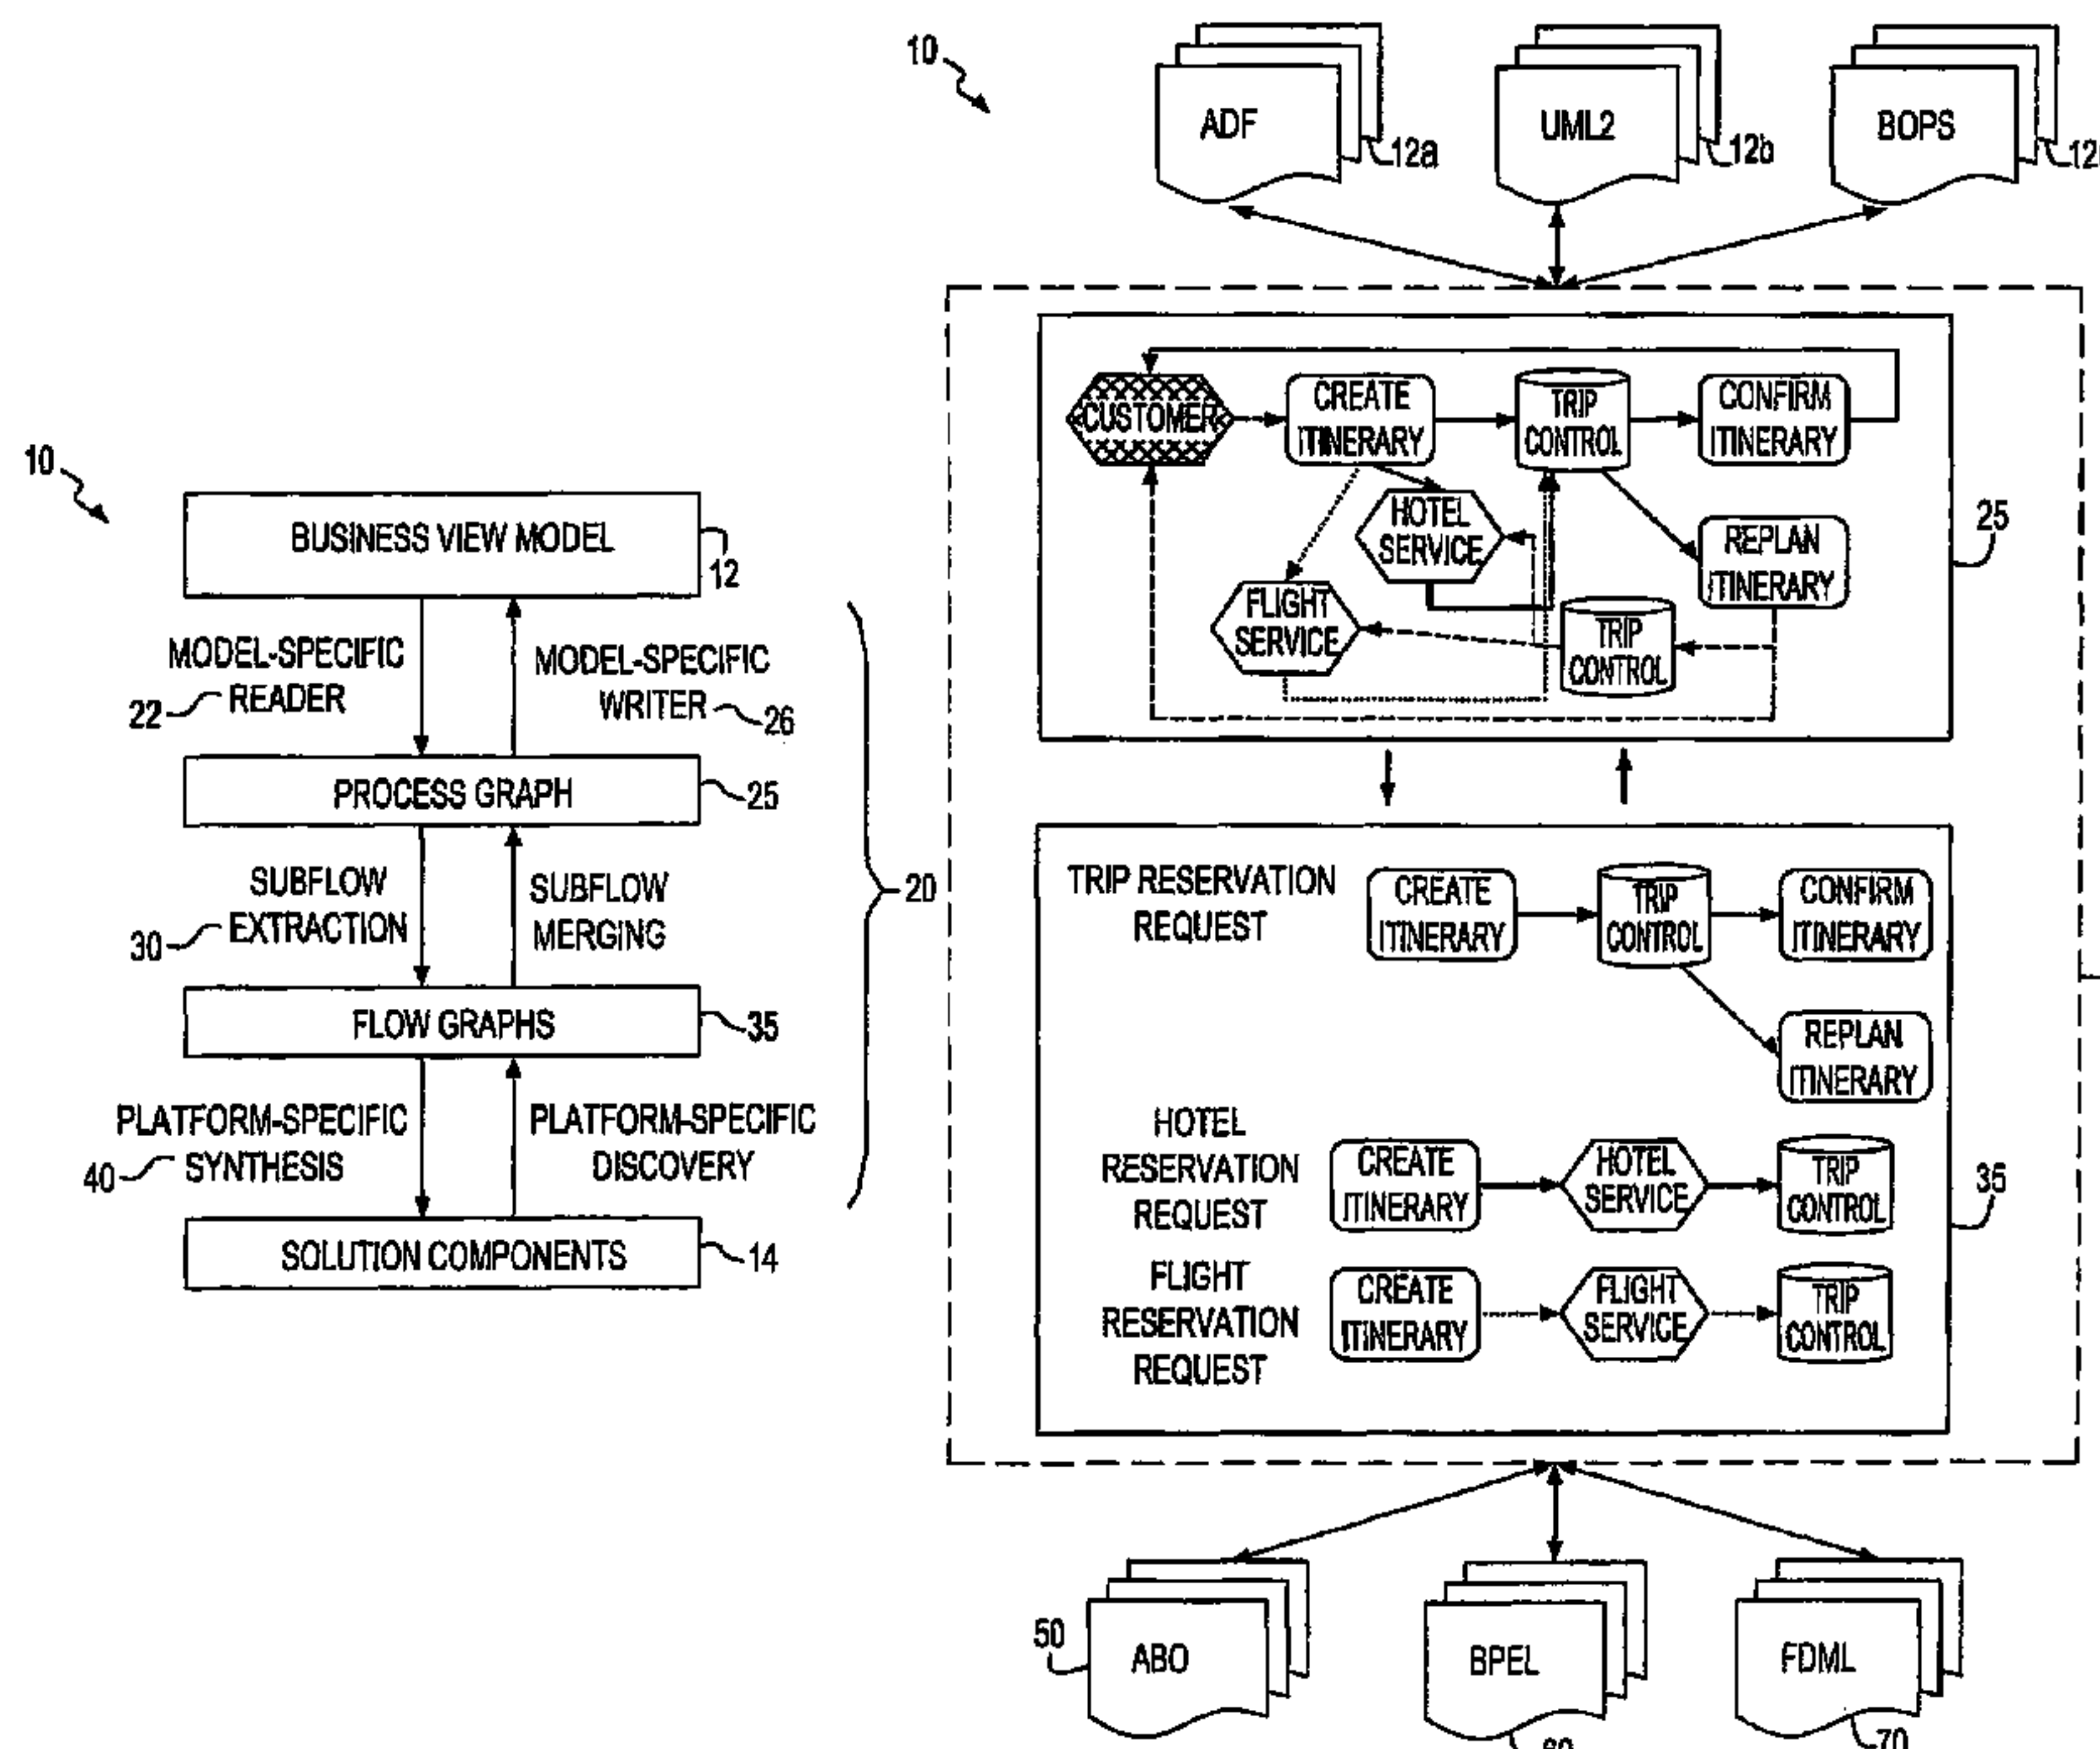 10
BUSINESS VIEW MODEL
12
MODEL-SPECIFIC
READER
22
MODEL-SPECIFIC
WRITER
26
PROCESS GRAPH
25
SUBFLOW
EXTRACTION
30
SUBFLOW
MERGING
FLOW GRAPHS
35
PLATFORM-SPECIFIC
SYNTHESIS
40
PLATFORM-SPECIFIC
DISCOVERY
SOLUTION COMPONENTS
14
20
10
ADF
12a
UML2
12b
BOPS
12
CUSTOMER
CREATE
ITINERARY
TRIP
CONTROL
CONFIRM
ITINERARY
HOTEL
SERVICE
REPLAN
ITINERARY
FLIGHT
SERVICE
TRIP
CONTROL
25
TRIP RESERVATION
REQUEST
CREATE
ITINERARY
TRIP
CONTROL
CONFIRM
ITINERARY
REPLAN
ITINERARY
HOTEL
RESERVATION
REQUEST
CREATE
ITINERARY
HOTEL
SERVICE
TRIP
CONTROL
35
FLIGHT
RESERVATION
REQUEST
CREATE
ITINERARY
FLIGHT
SERVICE
TRIP
CONTROL
50
ABO
BPEL
FDML
70